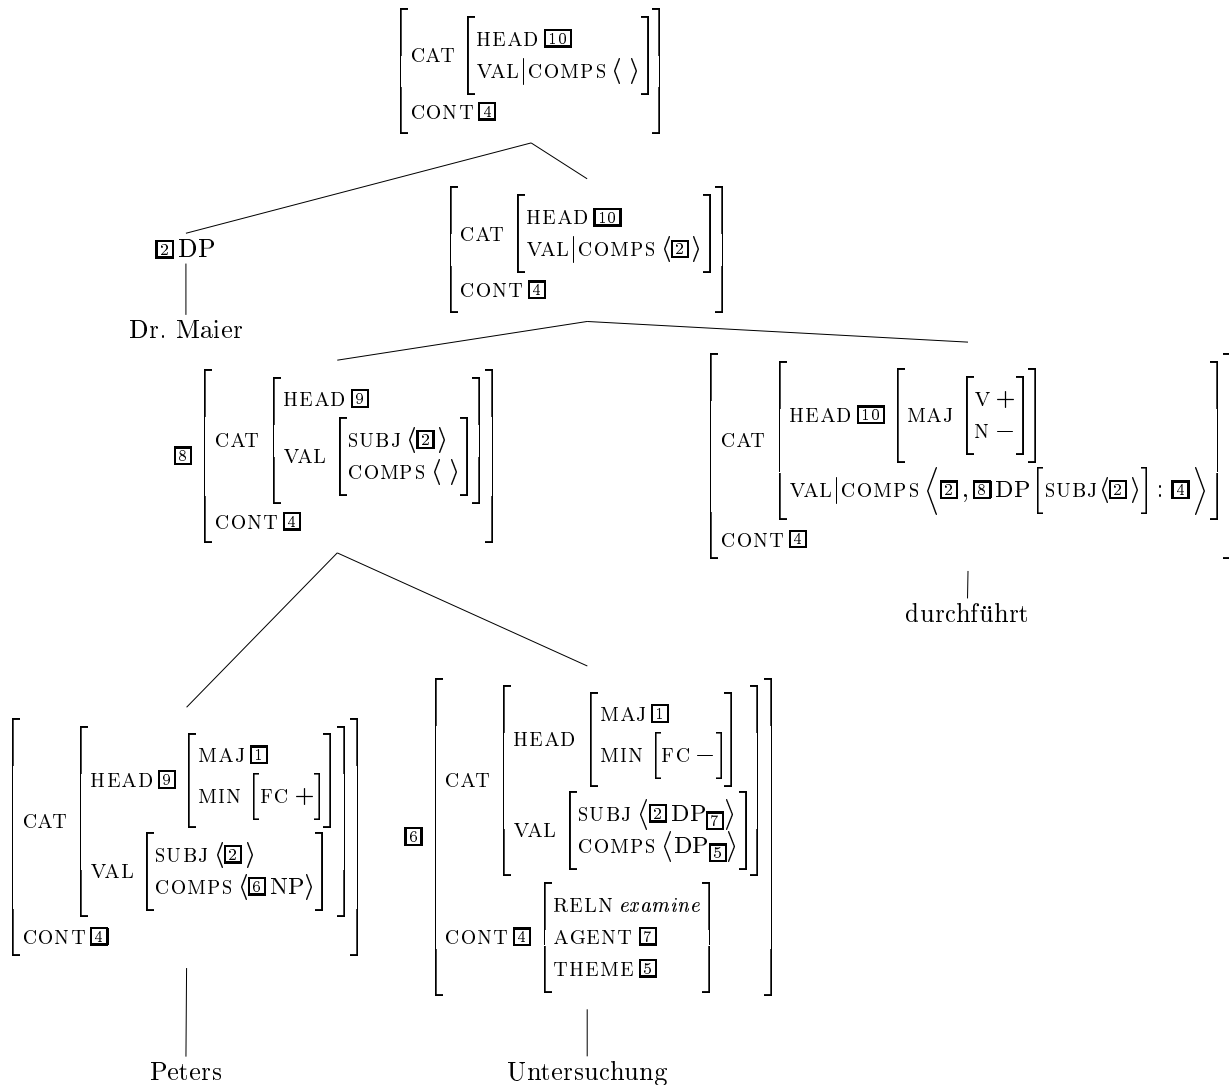 HEAD 10
CAT
VAL|COMPS ⟨ ⟩
CONT 4
HEAD 10
CAT
VAL|COMPS ⟨2⟩
CONT 4
2 DP
Dr. Maier
HEAD 9
CAT
SUBJ ⟨2⟩
VAL
COMPS ⟨ ⟩
8
CONT 4
V +
HEAD 10 MAJ
N −
CAT
VAL|COMPS ⟨2, 8 DP [SUBJ⟨2⟩] : 4⟩
CONT 4
durchführt
MAJ 1
HEAD 9
MIN [FC +]
CAT
SUBJ ⟨2⟩
VAL
COMPS ⟨6 NP⟩
CONT 4
Peters
MAJ 1
HEAD
MIN [FC −]
CAT
SUBJ ⟨2 DP7⟩
VAL
COMPS ⟨DP5⟩
6
RELN examine
CONT 4 AGENT 7
THEME 5
Untersuchung